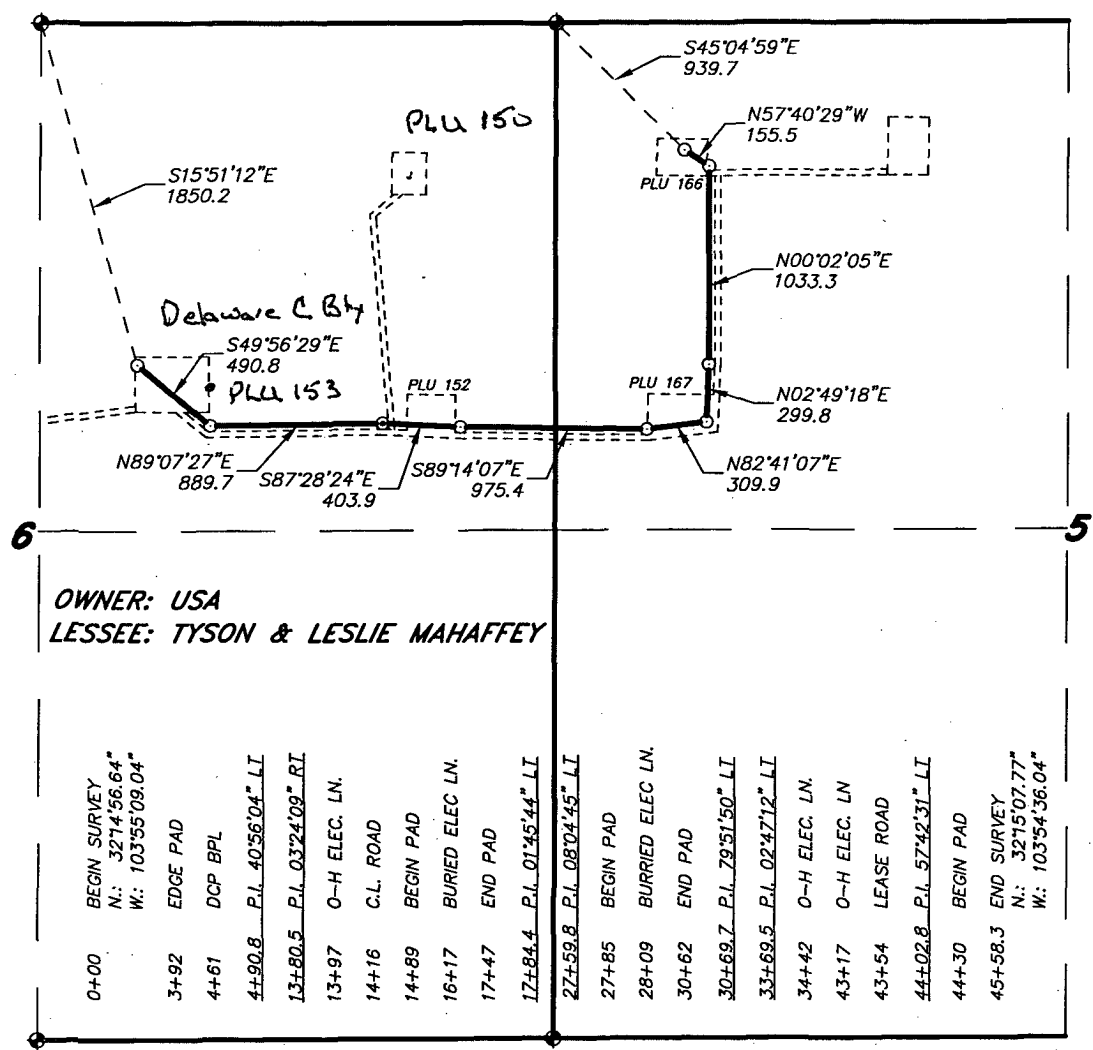 S45°04'59"E
939.7
PLU 150
N57°40'29"W
155.5
S15°51'12"E
1850.2
PLU 166
N00°02'05"E
1033.3
Delaware C Bty
S49°56'29"E
490.8
PLU 153
PLU 152
PLU 167
N02°49'18"E
299.8
N89°07'27"E
889.7
S87°28'24"E
403.9
S89°14'07"E
975.4
N82°41'07"E
309.9
6
5
OWNER: USA
LESSEE: TYSON & LESLIE MAHAFFEY
0+00 BEGIN SURVEY
N.: 32°14'56.64"
W.: 103°55'09.04"
3+92 EDGE PAD
4+61 DCP BPL
4+90.8 P.I. 40°56'04" LT
13+80.5 P.I. 03°24'09" RT
13+97 O-H ELEC. LN.
14+16 C.L. ROAD
14+89 BEGIN PAD
16+17 BURIED ELEC LN.
17+47 END PAD
17+84.4 P.I. 01°45'44" LT
27+59.8 P.I. 08°04'45" LT
27+85 BEGIN PAD
28+09 BURRIED ELEC LN.
30+62 END PAD
30+69.7 P.I. 79°51'50" LT
33+69.5 P.I. 02°47'12" LT
34+42 O-H ELEC. LN.
43+17 O-H ELEC. LN
43+54 LEASE ROAD
44+02.8 P.I. 57°42'31" LT
44+30 BEGIN PAD
45+58.3 END SURVEY
N.: 32°15'07.77"
W.: 103°54'36.04"